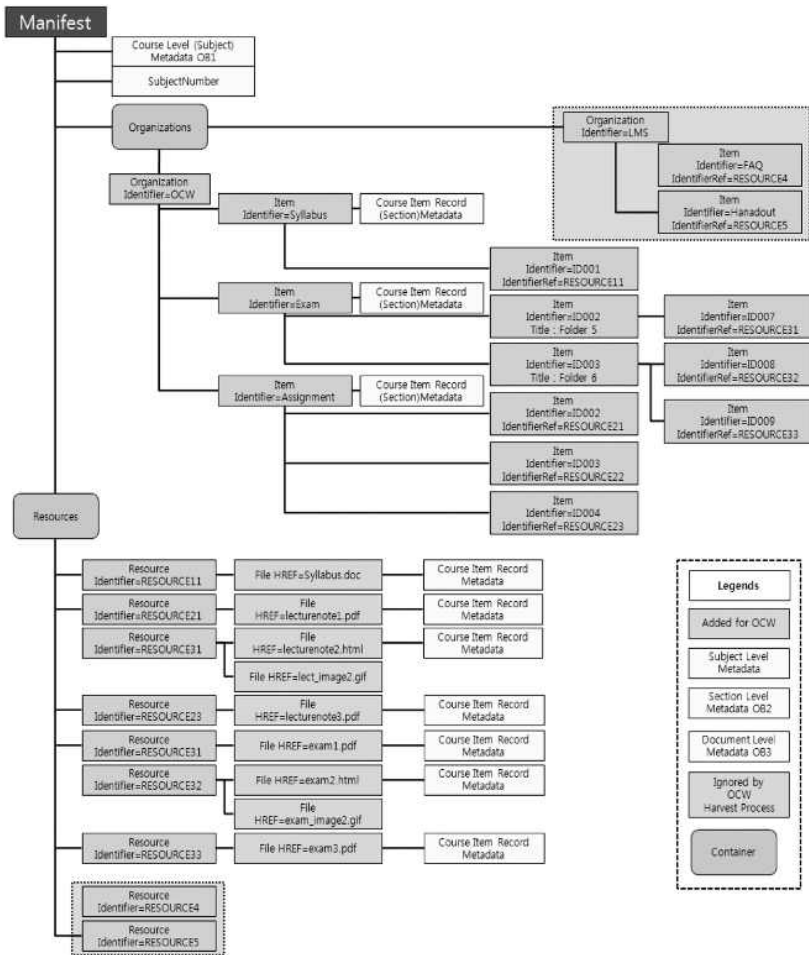 Manifest
Course Level (Subject)
Metadata OB1
SubjectNumber
Organizations
Organization
Identifier=LMS
Item
Identifier=FAQ
IdentifierRef=RESOURCE4
Item
Identifier=Hanadout
IdentifierRef=RESOURCE5
Organization
Identifier=OCW
Item
Identifier=Syllabus
Course Item Record
(Section)Metadata
Item
Identifier=ID001
IdentifierRef=RESOURCE11
Item
Identifier=Exam
Course Item Record
(Section)Metadata
Item
Identifier=ID002
Title : Folder 5
Item
Identifier=ID007
IdentifierRef=RESOURCE31
Item
Identifier=ID003
Title : Folder 6
Item
Identifier=ID008
IdentifierRef=RESOURCE32
Item
Identifier=ID009
IdentifierRef=RESOURCE33
Item
Identifier=Assignment
Course Item Record
(Section)Metadata
Item
Identifier=ID002
IdentifierRef=RESOURCE21
Item
Identifier=ID003
IdentifierRef=RESOURCE22
Item
Identifier=ID004
IdentifierRef=RESOURCE23
Resources
Resource
Identifier=RESOURCE11
File HREF=Syllabus.doc
Course Item Record
Metadata
Resource
Identifier=RESOURCE21
File
HREF=lecturenote1.pdf
Course Item Record
Metadata
Resource
Identifier=RESOURCE31
File
HREF=lecturenote2.html
Course Item Record
Metadata
File HREF=lect_image2.gif
Resource
Identifier=RESOURCE23
File
HREF=lecturenote3.pdf
Course Item Record
Metadata
Resource
Identifier=RESOURCE31
File HREF=exam1.pdf
Course Item Record
Metadata
Resource
Identifier=RESOURCE32
File HREF=exam2.html
Course Item Record
Metadata
File
HREF=exam_image2.gif
Resource
Identifier=RESOURCE33
File HREF=exam3.pdf
Course Item Record
Metadata
Resource
Identifier=RESOURCE4
Resource
Identifier=RESOURCE5
Legends
Added for OCW
Subject Level
Metadata
Section Level
Metadata OB2
Document Level
Metadata OB3
Ignored by
OCW
Harvest Process
Container